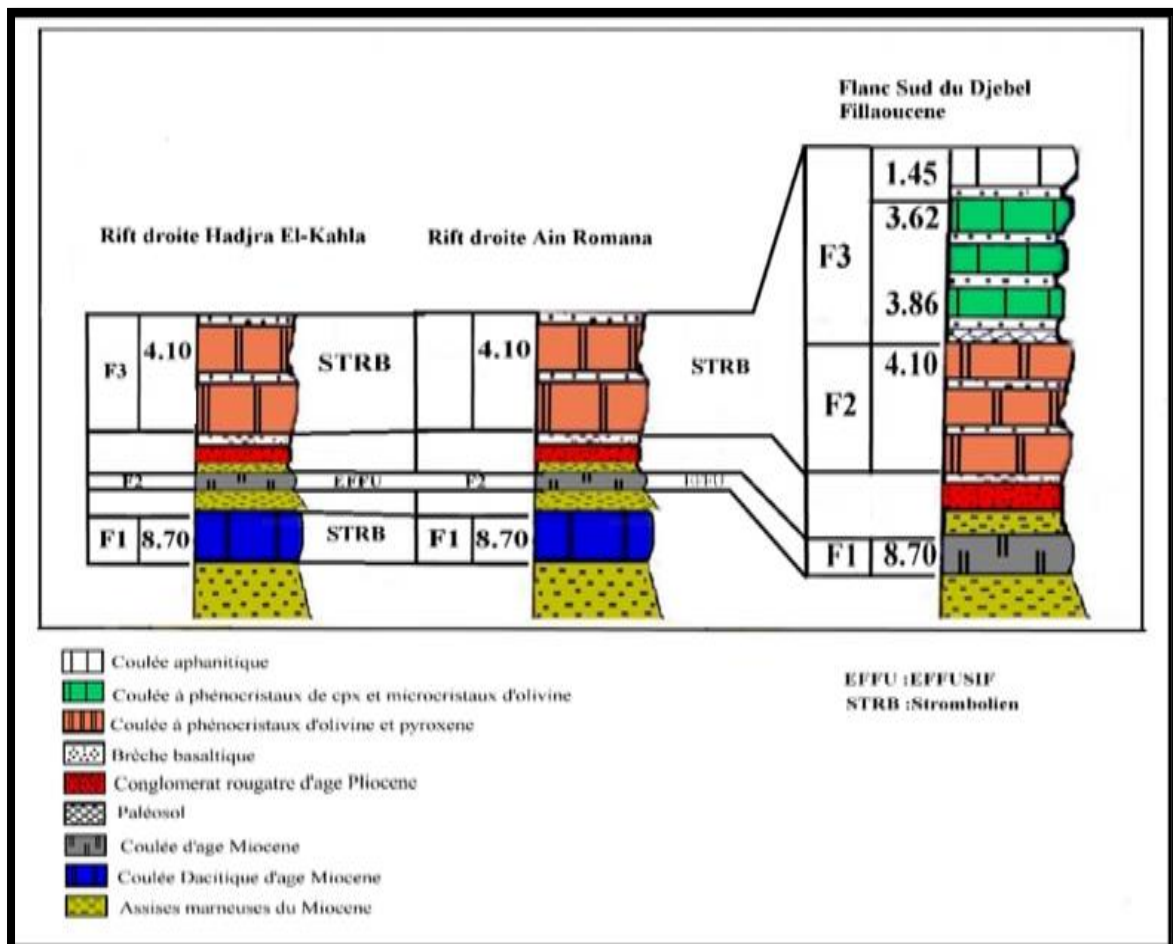 Flanc Sud du Djebel
Fillaoucene
Rift droite Hadjra El-Kahla
Rift droite Ain Romana
1.45
3.62
F3
3.86
F3
4.10
STRB
4.10
STRB
4.10
F2
F2
EFFU
F2
EFFU
F1
8.70
STRB
F1
8.70
F1
8.70
Coulée aphanitique
Coulée à phénocristaux de cpx et microcristaux d'olivine
Coulée à phénocristaux d'olivine et pyroxene
Brèche basaltique
Conglomerat rougatre d'age Pliocene
Paléosol
Coulée d'age Miocene
Coulée Dacitique d'age Miocene
Assises marneuses du Miocene
EFFU :EFFUSIF
STRB :Strombolien